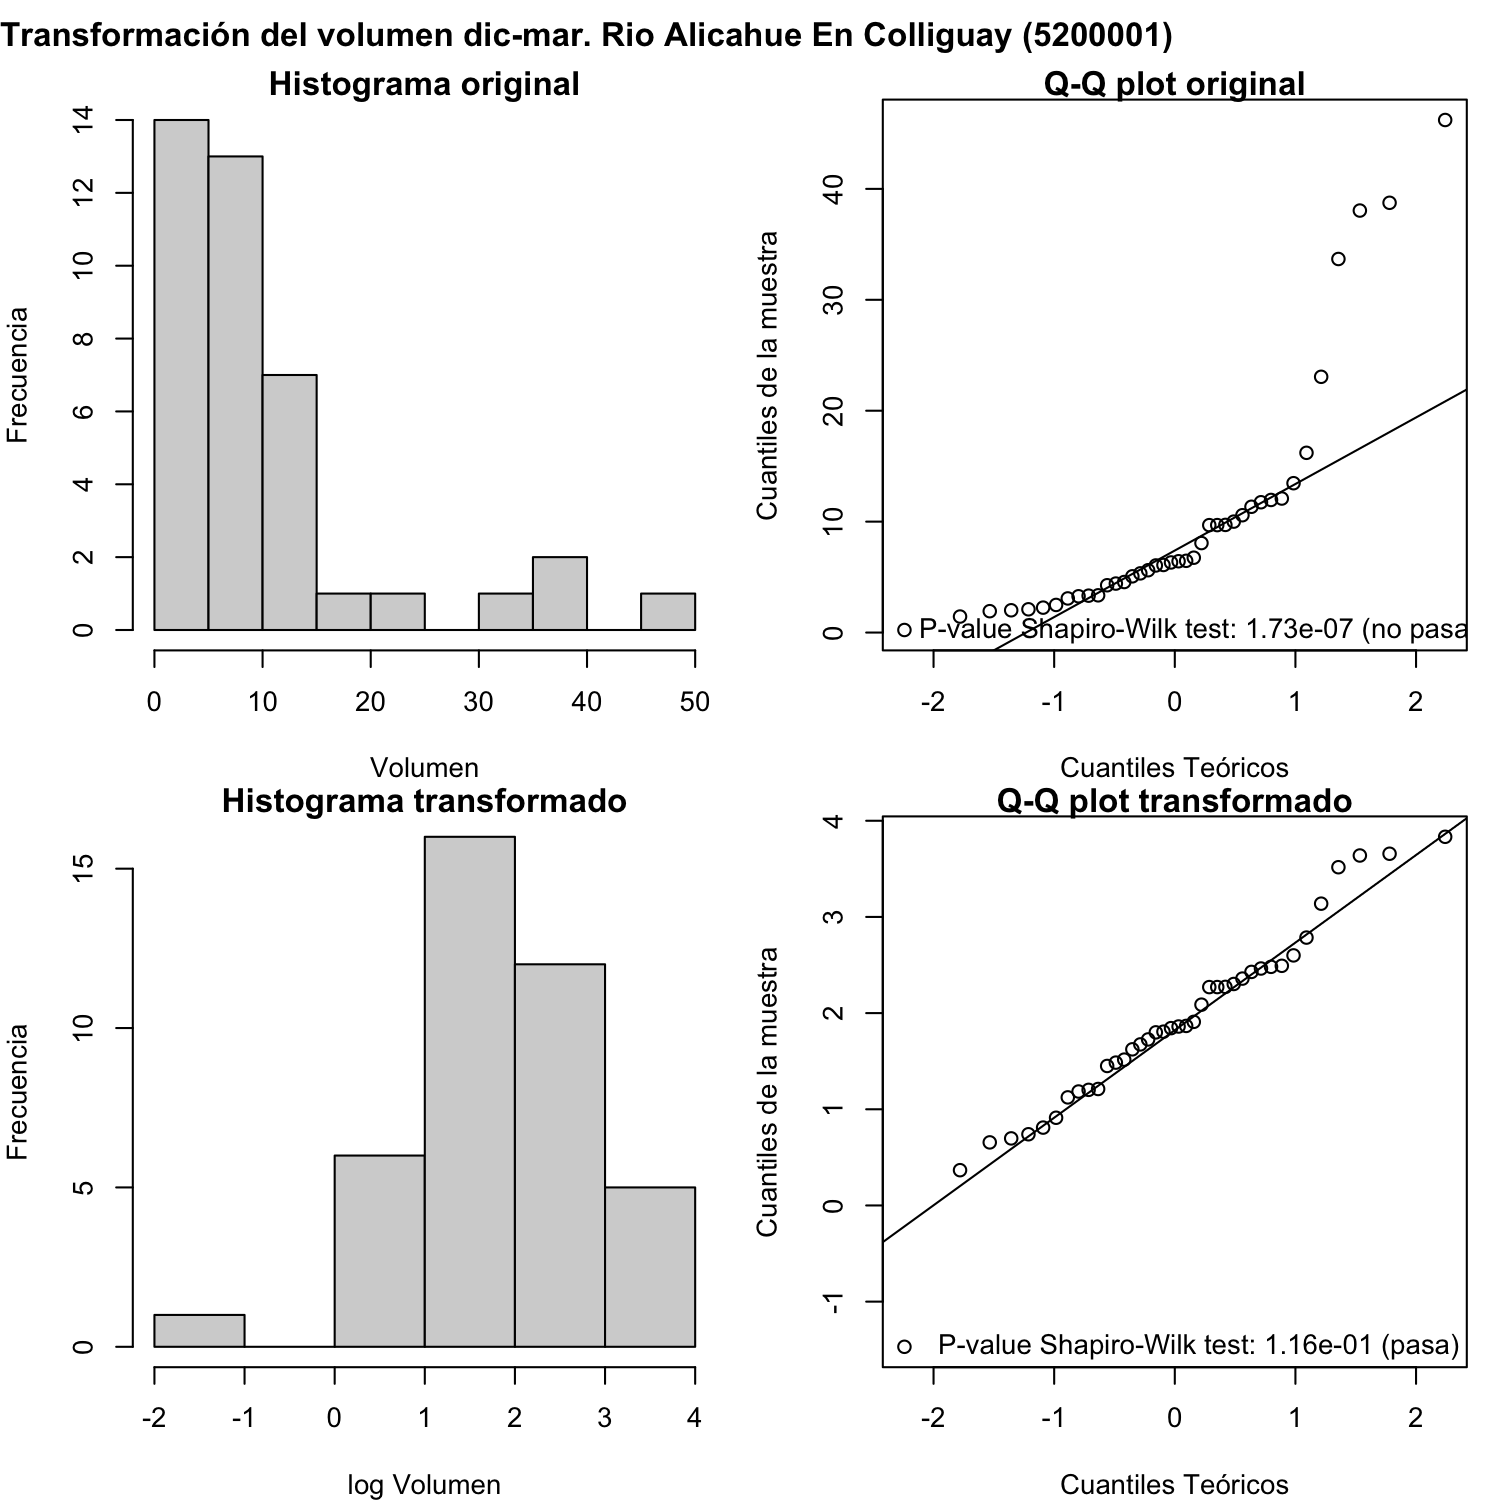 Transformación del volumen dic-mar. Rio Alicahue En Colliguay (5200001)
Histograma original
Frecuencia
0 2 4 6 8 10 12 14
0 10 20 30 40 50
Volumen
Q-Q plot original
Cuantiles de la muestra
0 10 20 30 40
P-value Shapiro-Wilk test: 1.73e-07 (no pasa
-2 -1 0 1 2
Cuantiles Teóricos
Histograma transformado
Frecuencia
0 5 10 15
-2 -1 0 1 2 3 4
log Volumen
Q-Q plot transformado
Cuantiles de la muestra
-1 0 1 2 3 4
P-value Shapiro-Wilk test: 1.16e-01 (pasa)
-2 -1 0 1 2
Cuantiles Teóricos